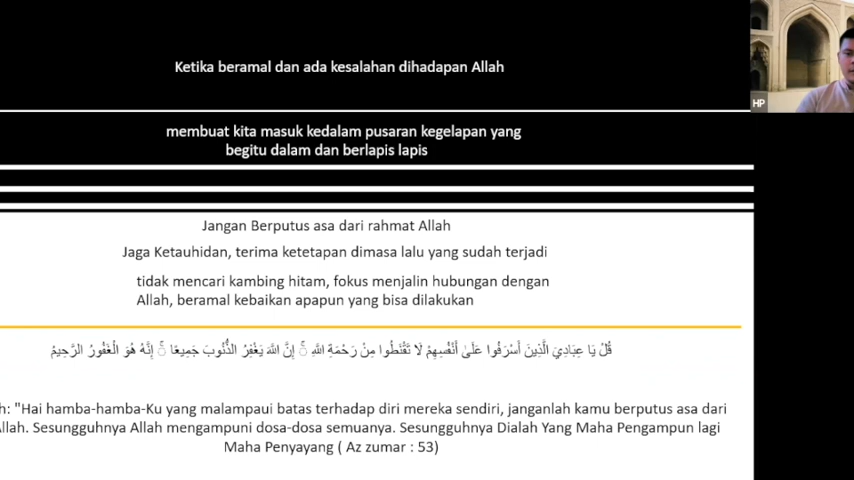 Ketika beramal dan ada kesalahan dihadapan Allah
HP
membuat kita masuk kedalam pusaran kegelapan yang
begitu dalam dan berlapis lapis
Jangan Berputus asa dari rahmat Allah
Jaga Ketauhidan, terima ketetapan dimasa lalu yang sudah terjadi
tidak mencari kambing hitam, fokus menjalin hubungan dengan
Allah, beramal kebaikan apapun yang bisa dilakukan
قُلْ يَا عِبَادِيَ الَّذِينَ أَسْرَفُوا عَلَىٰ أَنْفُسِهِمْ لَا تَقْنَطُوا مِنْ رَحْمَةِ اللَّهِ ۚ إِنَّ اللَّهَ يَغْفِرُ الذُّنُوبَ جَمِيعًا ۚ إِنَّهُ هُوَ الْغَفُورُ الرَّحِيمُ
h: "Hai hamba-hamba-Ku yang malampaui batas terhadap diri mereka sendiri, janganlah kamu berputus asa dari
llah. Sesungguhnya Allah mengampuni dosa-dosa semuanya. Sesungguhnya Dialah Yang Maha Pengampun lagi
Maha Penyayang ( Az zumar : 53)